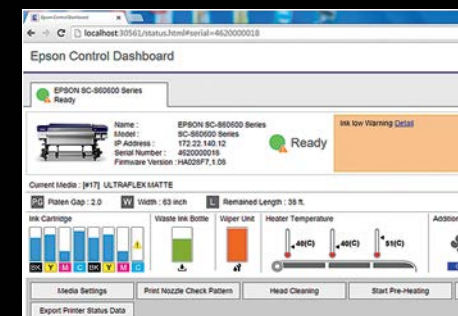 Epson Control Dashboard
localhost:30561/status.html#serial=4620000018
Epson Control Dashboard
EPSON SC-S60600 Series
Ready
Name : EPSON SC-S60600 Series
Model : SC-S60600 Series
IP Address : 172.22.140.12
Serial Number : 4620000018
Firmware Version : HA028F7,1.06
Ready
Ink low Warning Detail
Current Media : [#17] ULTRAFLEX MATTE
PG Platen Gap : 2.0 W Width : 63 inch L Remained Length : 38 ft.
Ink Cartridge Waste Ink Bottle Wiper Unit Heater Temperature Addition
40(C) 40(C) 51(C)
BK Y M C BK Y M C
Media Settings Print Nozzle Check Pattern Head Cleaning Start Pre-Heating
Export Printer Status Data